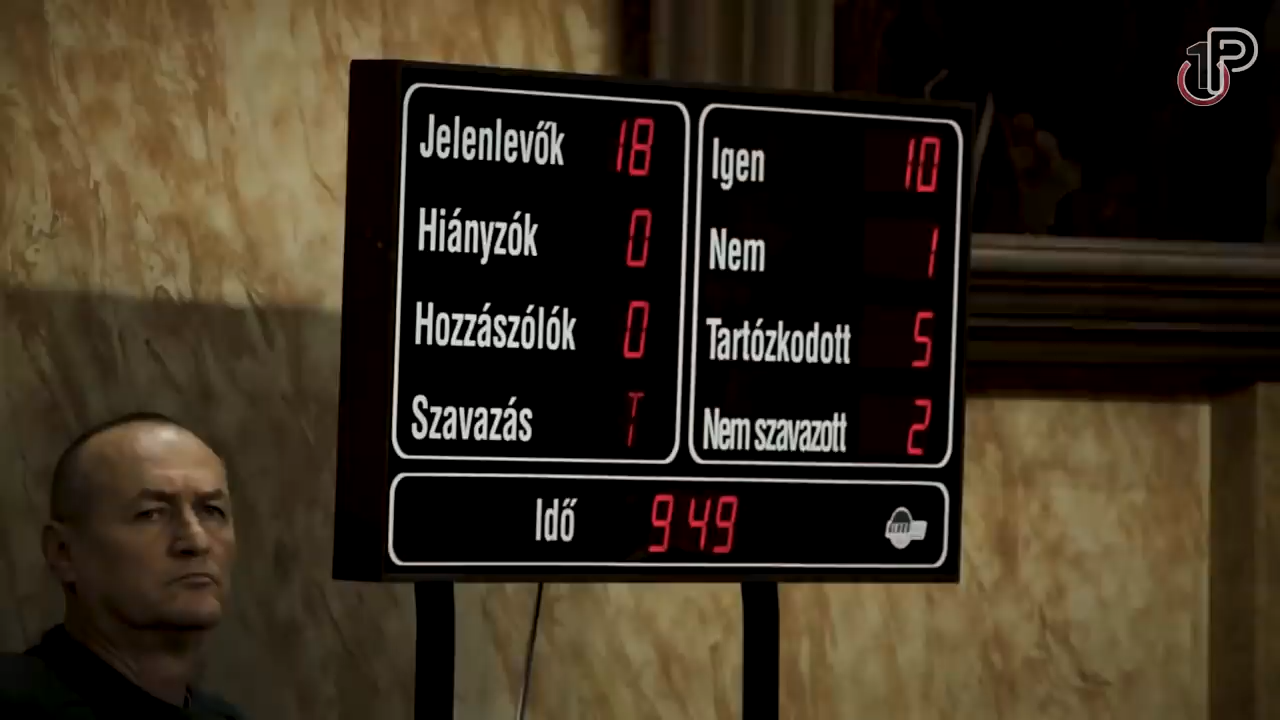 Jelenlevők 18
Hiányzók 0
Hozzászólók 0
Szavazás T
Igen 10
Nem 1
Tartózkodott 5
Nem szavazott 2
Idő 9 49
1P